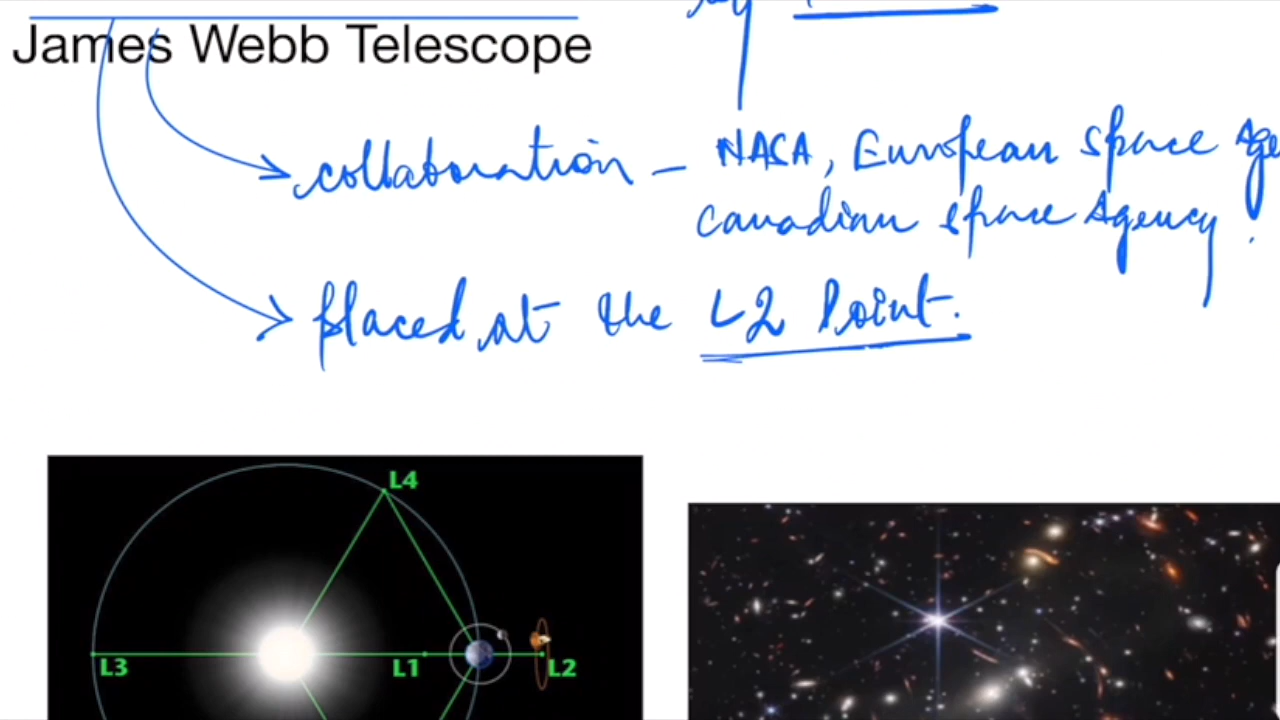 James Webb Telescope
collaboration – NASA, European Space Age
Canadian Space Agency.
placed at the L2 Point.
L4
L3
L1
L2